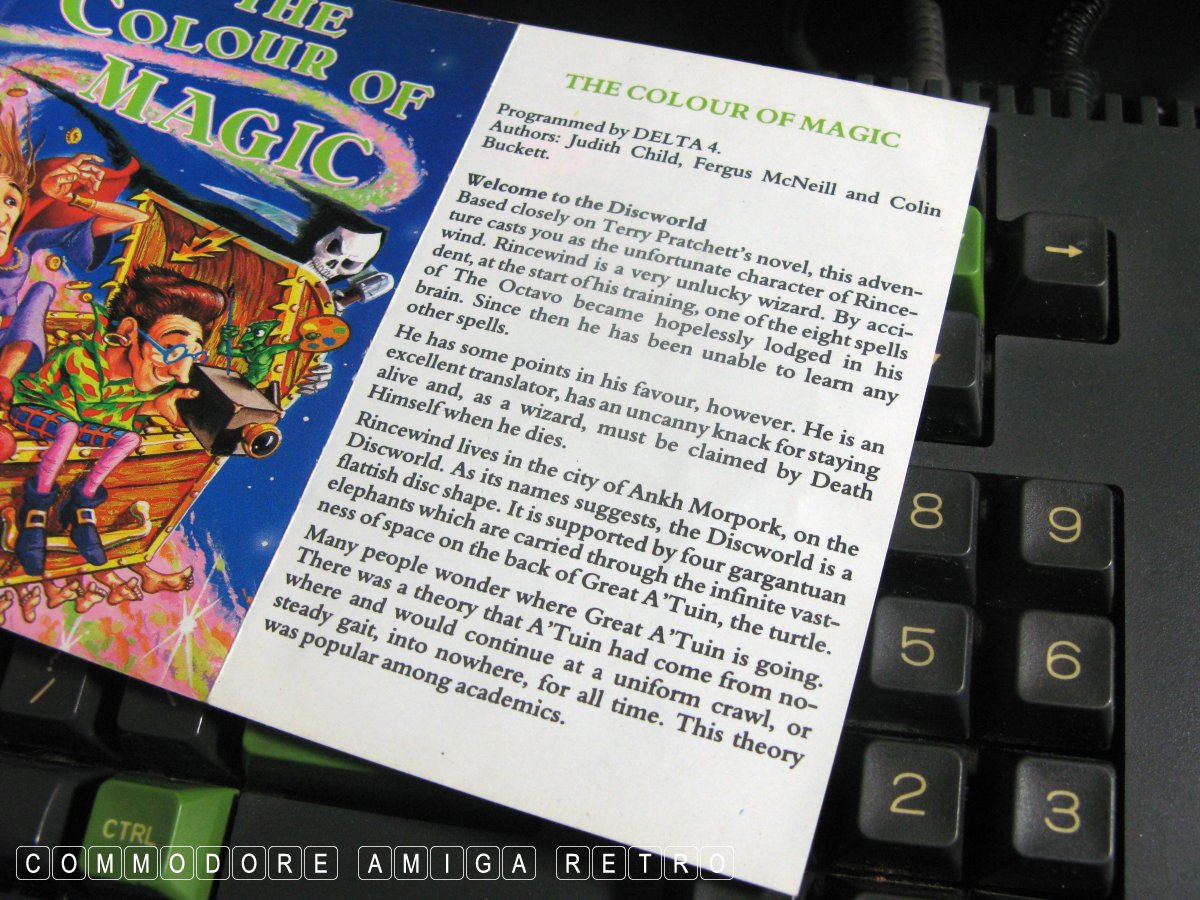 THE
COLOUR OF
MAGIC
THE COLOUR OF MAGIC
Programmed by DELTA 4.
Authors: Judith Child, Fergus McNeill and Colin
Buckett.
Welcome to the Discworld
Based closely on Terry Pratchett's novel, this adven-
ture casts you as the unfortunate character of Rince-
wind. Rincewind is a very unlucky wizard. By acci-
dent, at the start of his training, one of the eight spells
of The Octavo became hopelessly lodged in his
brain. Since then he has been unable to learn any
other spells.
He has some points in his favour, however. He is an
excellent translator, has an uncanny knack for staying
alive and, as a wizard, must be claimed by Death
Himself when he dies.
Rincewind lives in the city of Ankh Morpork, on the
Discworld. As its names suggests, the Discworld is a
flattish disc shape. It is supported by four gargantuan
elephants which are carried through the infinite vast-
ness of space on the back of Great A'Tuin, the turtle.
Many people wonder where Great A'Tuin is going.
There was a theory that A'Tuin had come from no-
where and would continue at a uniform crawl, or
steady gait, into nowhere, for all time. This theory
was popular among academics.
→
8 9
5 6
2 3
? /
CTRL
COMMODORE AMIGA RETRO